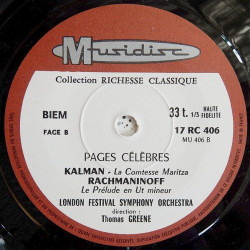 Musidisc
Collection RICHESSE CLASSIQUE
BIEM
FACE B
33 t. 1/3 HAUTE FIDELITE
17 RC 406
MU 406 B
PAGES CÉLÈBRES
KALMAN - La Comtesse Maritza
RACHMANINOFF
Le Prélude en Ut mineur
LONDON FESTIVAL SYMPHONY ORCHESTRA
direction :
Thomas GREENE